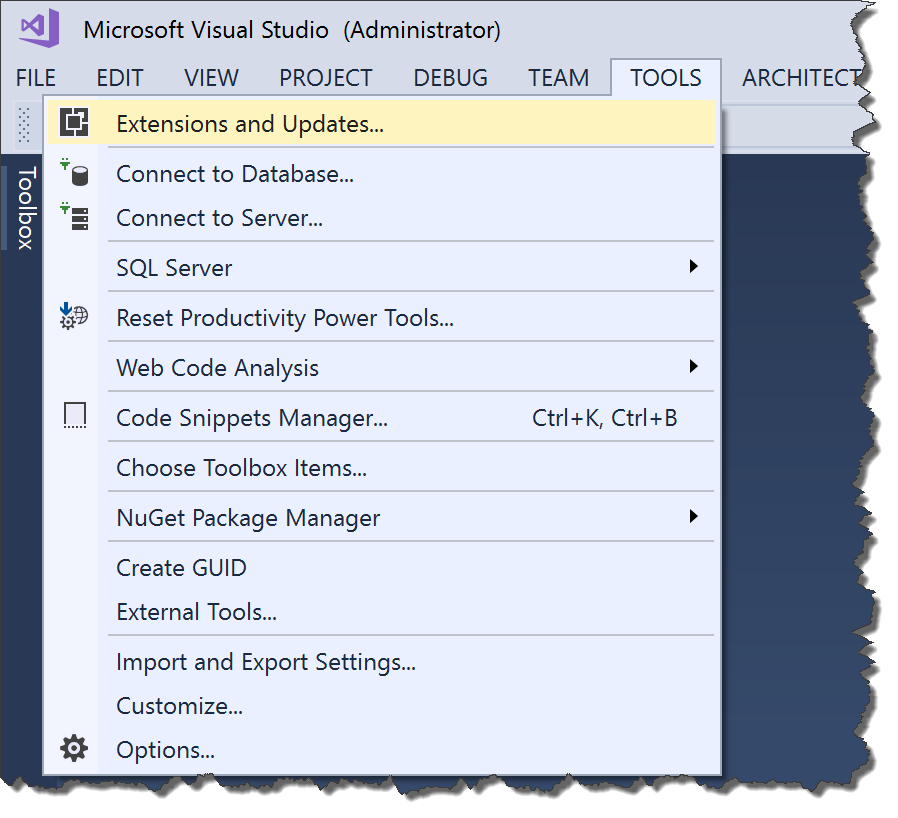 Microsoft Visual Studio (Administrator)
FILE EDIT VIEW PROJECT DEBUG TEAM TOOLS ARCHITECT
Toolbox
Extensions and Updates...
Connect to Database...
Connect to Server...
SQL Server
Reset Productivity Power Tools...
Web Code Analysis
Code Snippets Manager... Ctrl+K, Ctrl+B
Choose Toolbox Items...
NuGet Package Manager
Create GUID
External Tools...
Import and Export Settings...
Customize...
Options...